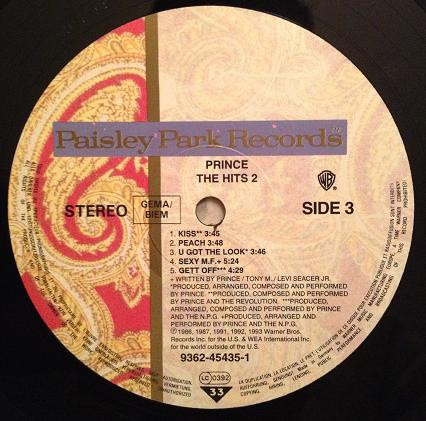 Paisley Park Records
PRINCE
THE HITS 2
STEREO
GEMA/
BIEM
WB
SIDE 3
1. KISS** 3:45
2. PEACH 3:48
3. U GOT THE LOOK* 3:46
4. SEXY M.F.+ 5:24
5. GETT OFF*** 4:29
+ WRITTEN BY PRINCE / TONY M./ LEVI SEACER JR.
*PRODUCED, ARRANGED, COMPOSED AND PERFORMED
BY PRINCE. **PRODUCED, COMPOSED AND PERFORMED
BY PRINCE AND THE REVOLUTION. ***PRODUCED,
ARRANGED, COMPOSED AND PERFORMED BY PRINCE
AND THE N.P.G. +PRODUCED, ARRANGED AND
PERFORMED BY PRINCE AND THE N.P.G.
℗ 1986, 1987, 1991, 1992, 1993 Warner Bros.
Records Inc. for the U.S. & WEA International Inc.
for the world outside of the U.S.
9362-45435-1
LC 0392
33